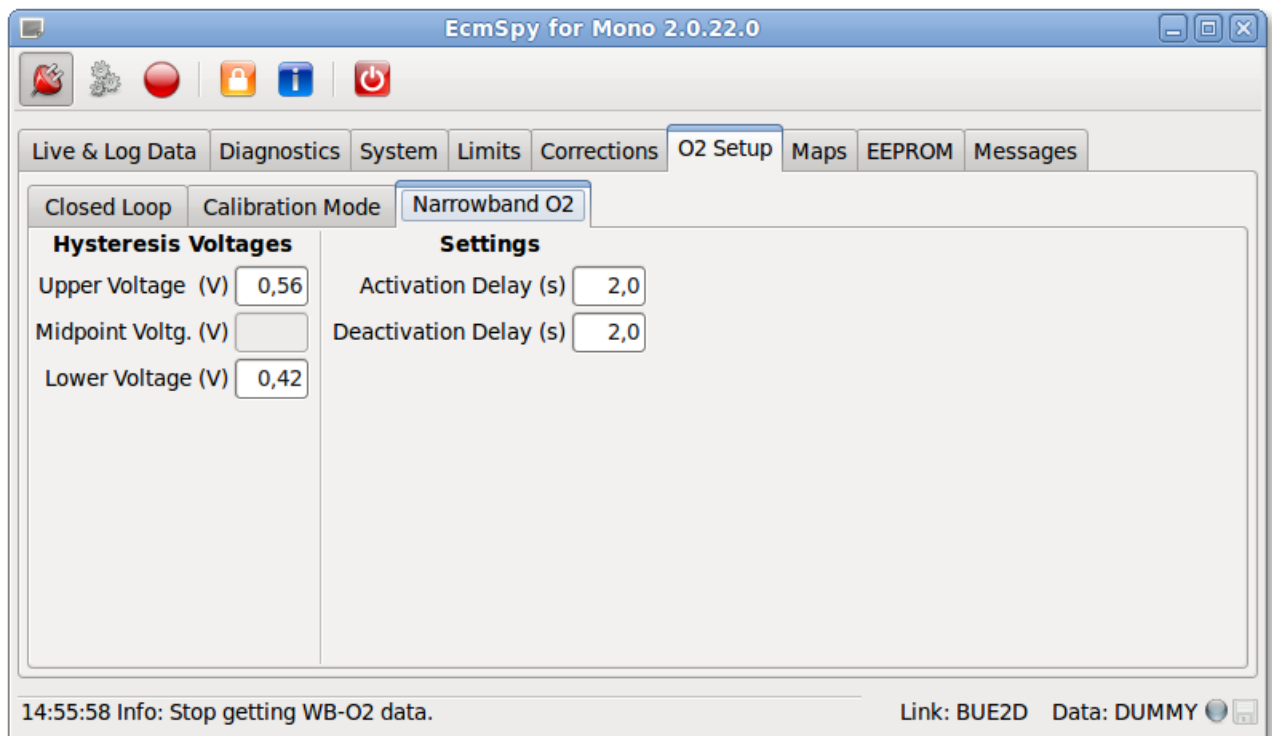 EcmSpy for Mono 2.0.22.0
Live & Log Data Diagnostics System Limits Corrections O2 Setup Maps EEPROM Messages
Closed Loop Calibration Mode Narrowband O2
Hysteresis Voltages Settings
Upper Voltage (V) 0,56 Activation Delay (s) 2,0
Midpoint Voltg. (V) Deactivation Delay (s) 2,0
Lower Voltage (V) 0,42
14:55:58 Info: Stop getting WB-O2 data. Link: BUE2D Data: DUMMY